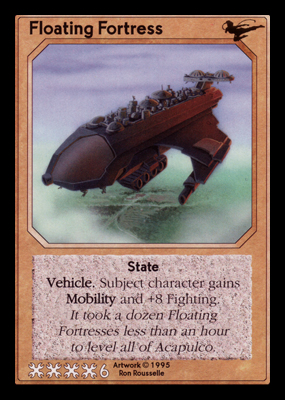 Floating Fortress
State
Vehicle. Subject character gains
Mobility and +8 Fighting.
It took a dozen Floating
Fortresses less than an hour
to level all of Acapulco.
6
Artwork © 1995
Ron Rousselle